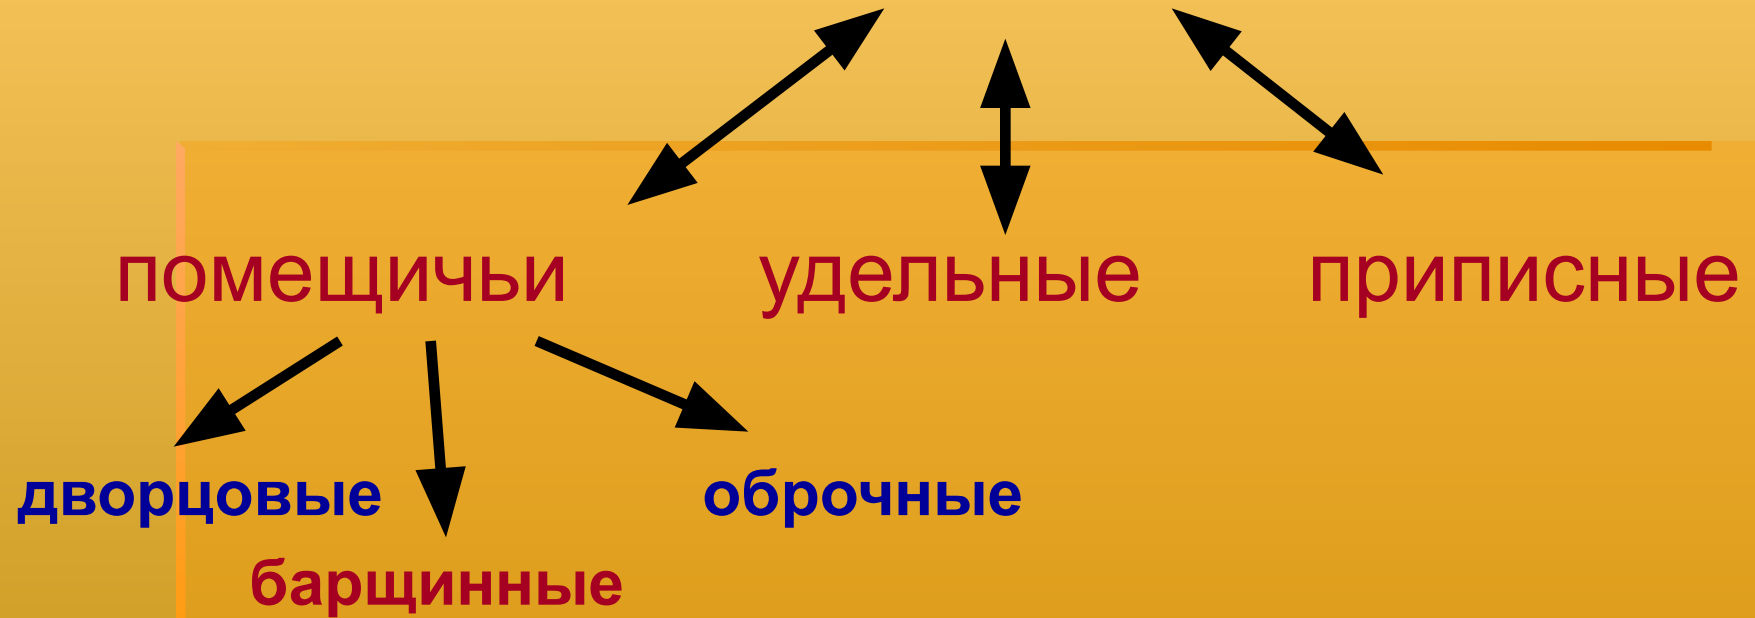 помещичьи удельные приписные
дворцовые оброчные
барщинные